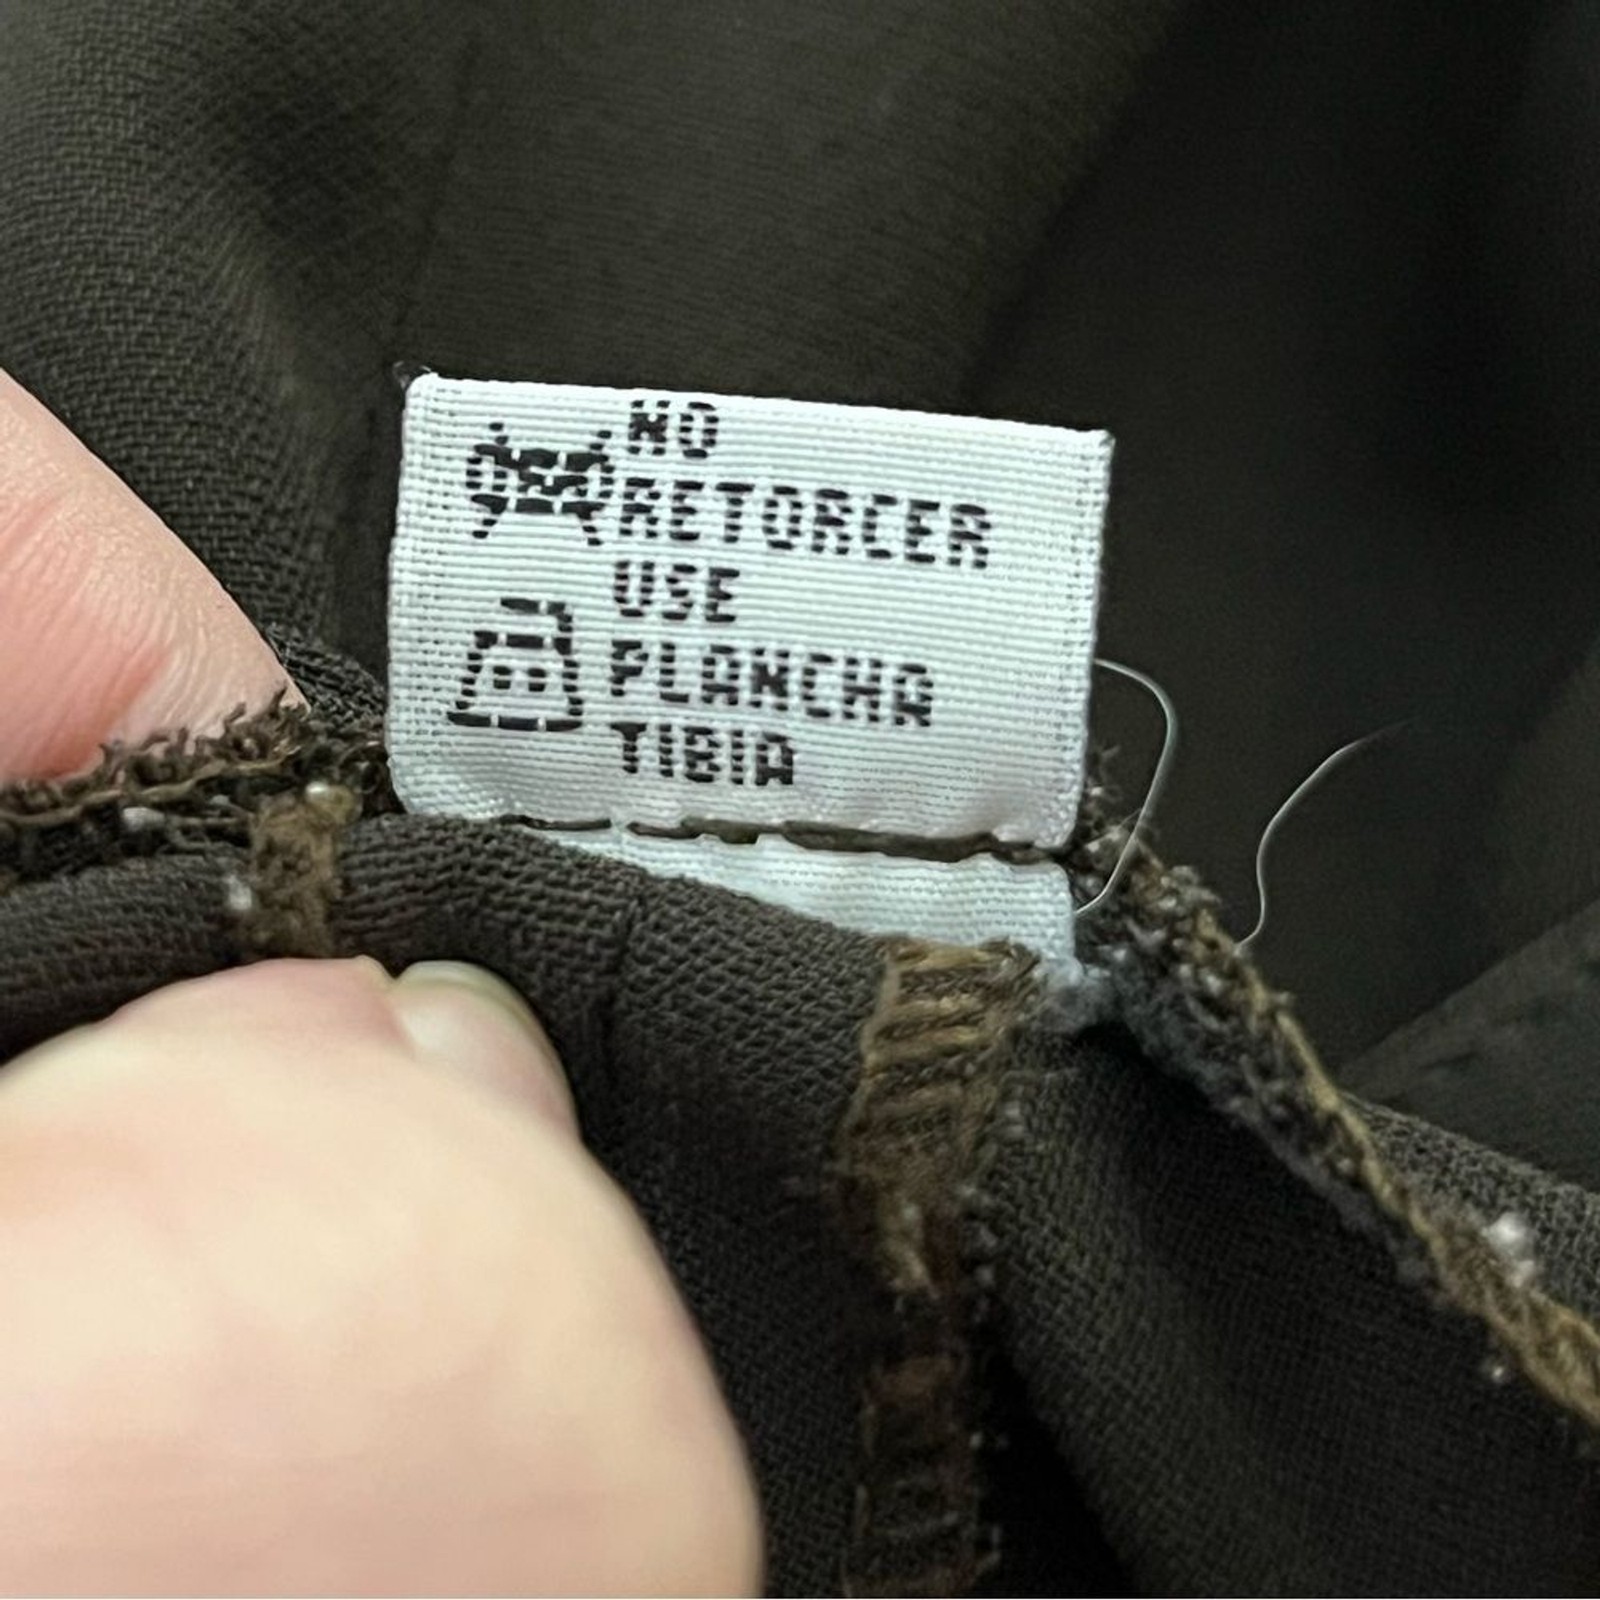 NO
RETORCER
USE
PLANCHA
TIBIA